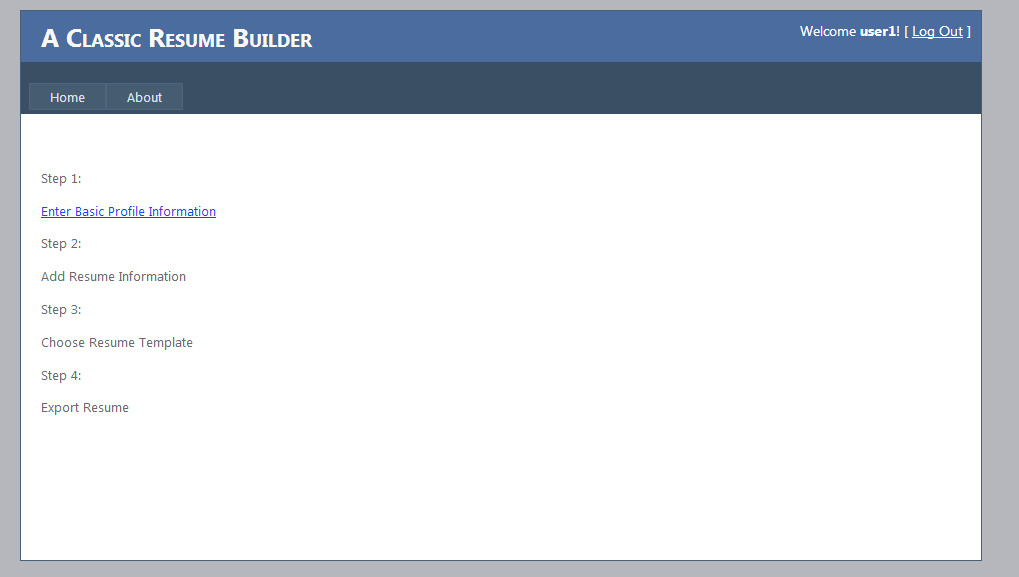 A Classic Resume Builder
Welcome user1! [ Log Out ]
Home About
Step 1:
Enter Basic Profile Information
Step 2:
Add Resume Information
Step 3:
Choose Resume Template
Step 4:
Export Resume